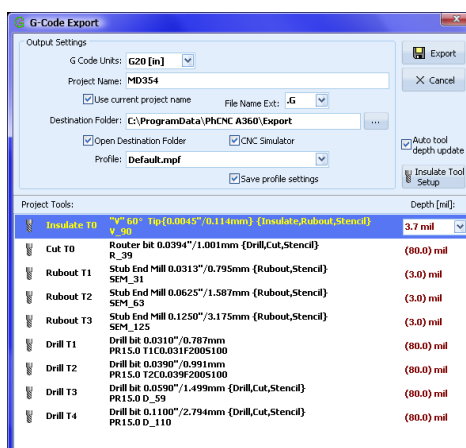 G-Code Export
Output Settings
G Code Units: G20 [in]
Export
Project Name: MD354
Cancel
Use current project name File Name Ext: .G
Destination Folder: C:\ProgramData\PhCNC A360\Export ...
Open Destination Folder CNC Simulator
Auto tool depth update
Profile: Default.mpf
Save profile settings
Insulate Tool Setup
Project Tools: Depth [mil]:
Insulate T0 "V" 60° Tip{0.0045"/0.114mm} {Insulate,Rubout,Stencil} 3.7 mil
V_90
Cut T0 Router bit 0.0394"/1.001mm {Drill,Cut,Stencil} (80.0) mil
R_39
Rubout T1 Stub End Mill 0.0313"/0.795mm {Rubout,Stencil} (3.0) mil
SEM_31
Rubout T2 Stub End Mill 0.0625"/1.587mm {Rubout,Stencil} (3.0) mil
SEM_63
Rubout T3 Stub End Mill 0.1250"/3.175mm {Rubout,Stencil} (3.0) mil
SEM_125
Drill T1 Drill bit 0.0310"/0.787mm (80.0) mil
PR15.0 T1C0.031F200S100
Drill T2 Drill bit 0.0390"/0.991mm (80.0) mil
PR15.0 T2C0.039F200S100
Drill T3 Drill bit 0.0590"/1.499mm {Drill,Cut,Stencil} (80.0) mil
PR15.0 D_59
Drill T4 Drill bit 0.1100"/2.794mm {Drill,Cut,Stencil} (80.0) mil
PR15.0 D_110